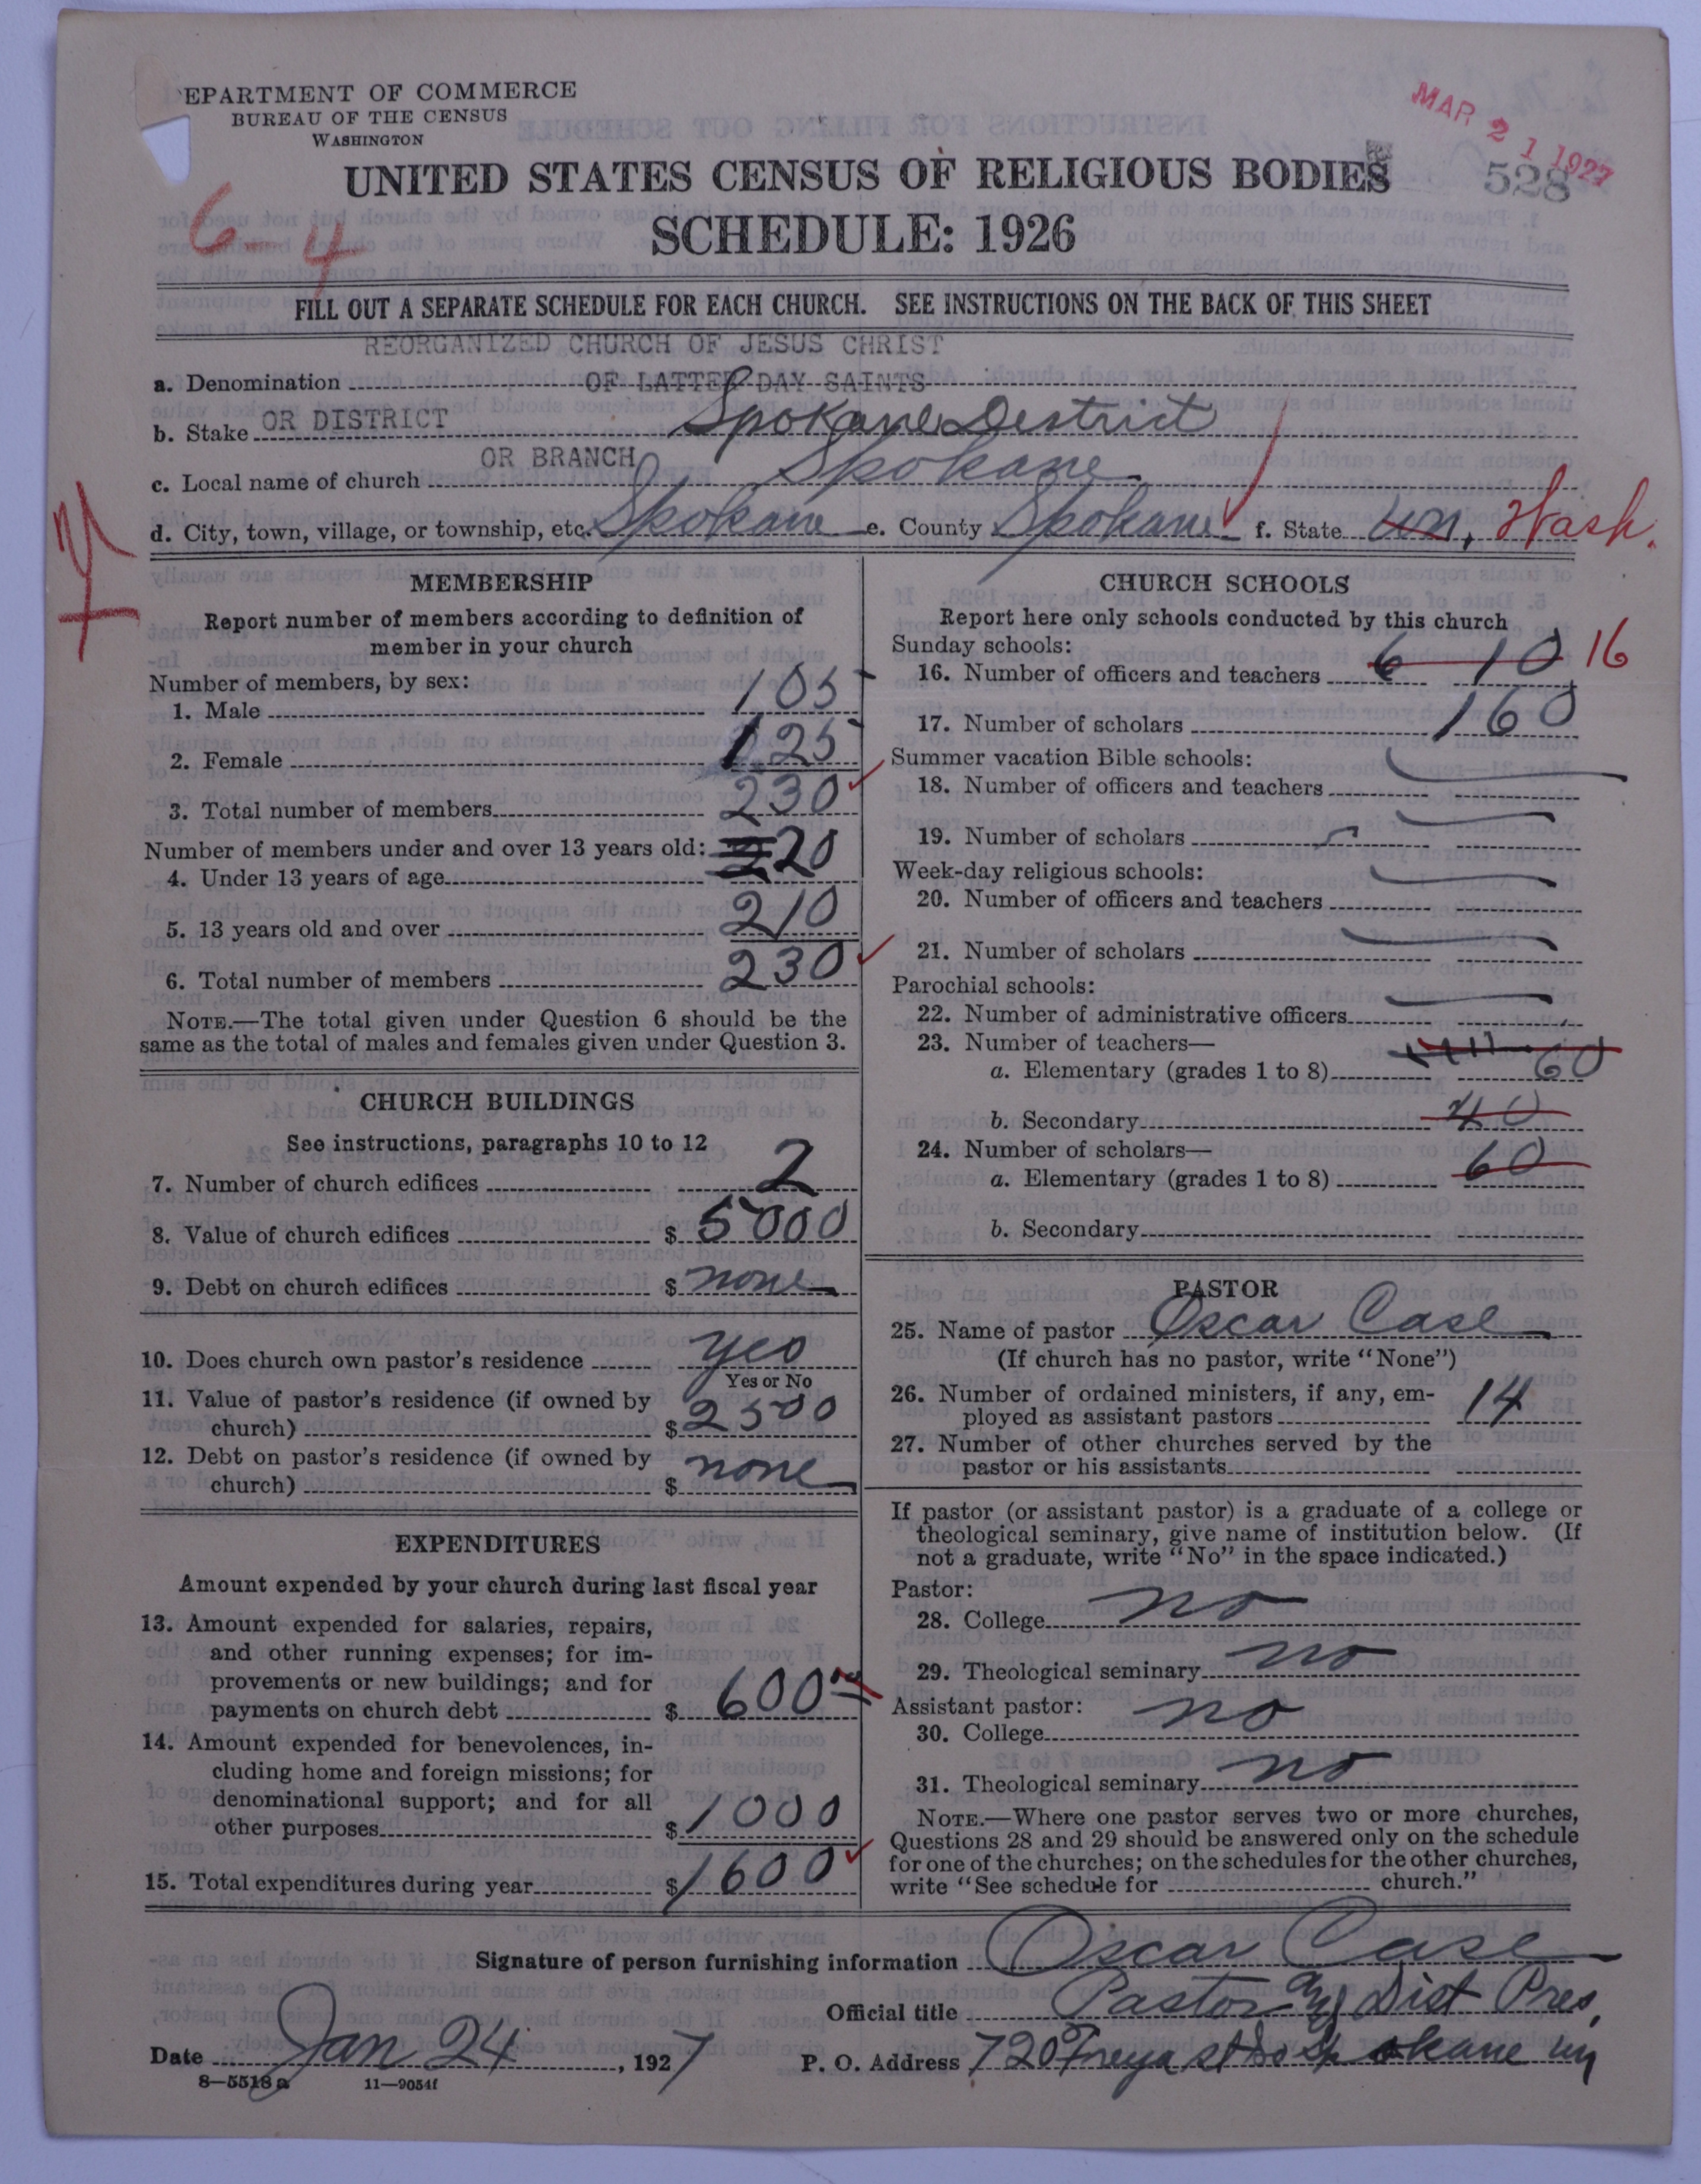 EPARTMENT OF COMMERCE
BUREAU OF THE CENSUS
WASHINGTON
MAR 21 1927
528
UNITED STATES CENSUS OF RELIGIOUS BODIES
SCHEDULE: 1926
6-4
FILL OUT A SEPARATE SCHEDULE FOR EACH CHURCH. SEE INSTRUCTIONS ON THE BACK OF THIS SHEET
REORGANIZED CHURCH OF JESUS CHRIST
a. Denomination OF LATTER DAY SAINTS
b. Stake OR DISTRICT Spokane District
OR BRANCH
c. Local name of church Spokane
d. City, town, village, or township, etc. Spokane e. County Spokane f. State Wn, Wash.
MEMBERSHIP
Report number of members according to definition of
member in your church
Number of members, by sex:
1. Male 105
2. Female 125
3. Total number of members 230
Number of members under and over 13 years old:
4. Under 13 years of age 20
5. 13 years old and over 210
6. Total number of members 230
NOTE.—The total given under Question 6 should be the
same as the total of males and females given under Question 3.
CHURCH BUILDINGS
See instructions, paragraphs 10 to 12
7. Number of church edifices 2
8. Value of church edifices $ 5000
9. Debt on church edifices $ none
10. Does church own pastor's residence yes
Yes or No
11. Value of pastor's residence (if owned by
church) $ 2500
12. Debt on pastor's residence (if owned by
church) $ none
EXPENDITURES
Amount expended by your church during last fiscal year
13. Amount expended for salaries, repairs,
and other running expenses; for im-
provements or new buildings; and for
payments on church debt $ 600
14. Amount expended for benevolences, in-
cluding home and foreign missions; for
denominational support; and for all
other purposes $ 1000
15. Total expenditures during year $ 1600
CHURCH SCHOOLS
Report here only schools conducted by this church
Sunday schools:
16. Number of officers and teachers 6 10 16
17. Number of scholars 160
Summer vacation Bible schools:
18. Number of officers and teachers
19. Number of scholars
Week-day religious schools:
20. Number of officers and teachers
21. Number of scholars
Parochial schools:
22. Number of administrative officers
23. Number of teachers—
a. Elementary (grades 1 to 8) 60
b. Secondary 40
24. Number of scholars—
a. Elementary (grades 1 to 8) 60
b. Secondary
PASTOR
25. Name of pastor Oscar Case
(If church has no pastor, write "None")
26. Number of ordained ministers, if any, em-
ployed as assistant pastors 14
27. Number of other churches served by the
pastor or his assistants
If pastor (or assistant pastor) is a graduate of a college or
theological seminary, give name of institution below. (If
not a graduate, write "No" in the space indicated.)
Pastor:
28. College no
29. Theological seminary no
Assistant pastor:
30. College no
31. Theological seminary no
NOTE.—Where one pastor serves two or more churches,
Questions 28 and 29 should be answered only on the schedule
for one of the churches; on the schedules for the other churches,
write "See schedule for church."
Signature of person furnishing information Oscar Case
Official title Pastor and Dist Pres.
Date Jan 24, 1927
P. O. Address 720 Freya st So Spokane Wn
8-5518 a 11-9054f